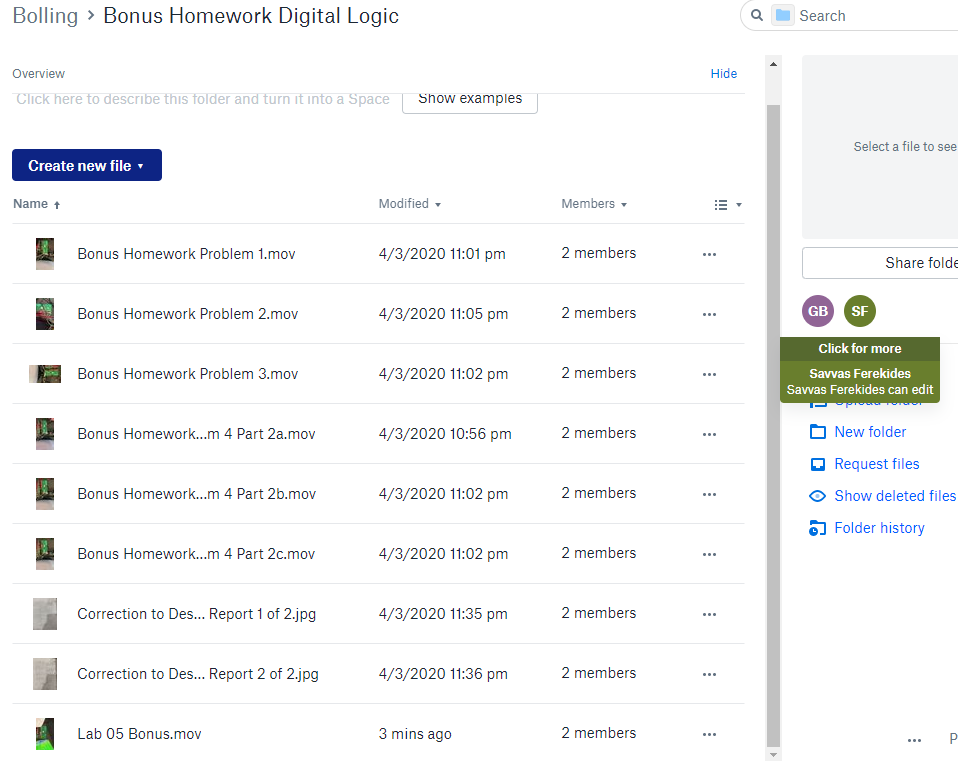 Bolling > Bonus Homework Digital Logic
Search
Overview
Hide
Click here to describe this folder and turn it into a Space
Show examples
Select a file to see
Create new file
Name
Modified
Members
Bonus Homework Problem 1.mov 4/3/2020 11:01 pm 2 members
Bonus Homework Problem 2.mov 4/3/2020 11:05 pm 2 members
Bonus Homework Problem 3.mov 4/3/2020 11:02 pm 2 members
Bonus Homework...m 4 Part 2a.mov 4/3/2020 10:56 pm 2 members
Bonus Homework...m 4 Part 2b.mov 4/3/2020 11:02 pm 2 members
Bonus Homework...m 4 Part 2c.mov 4/3/2020 11:02 pm 2 members
Correction to Des... Report 1 of 2.jpg 4/3/2020 11:35 pm 2 members
Correction to Des... Report 2 of 2.jpg 4/3/2020 11:36 pm 2 members
Lab 05 Bonus.mov 3 mins ago 2 members
Share folde
GB SF
Click for more
Savvas Ferekides
Savvas Ferekides can edit
Upload folder
New folder
Request files
Show deleted files
Folder history
P